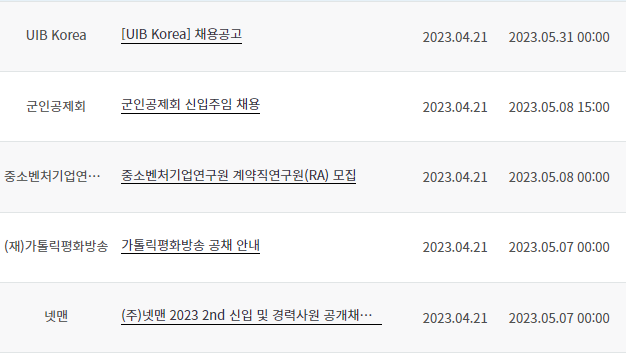 UIB Korea [UIB Korea] 채용공고 2023.04.21 2023.05.31 00:00
군인공제회 군인공제회 신입주임 채용 2023.04.21 2023.05.08 15:00
중소벤처기업연… 중소벤처기업연구원 계약직연구원(RA) 모집 2023.04.21 2023.05.08 00:00
(재)가톨릭평화방송 가톨릭평화방송 공채 안내 2023.04.21 2023.05.07 00:00
넷맨 (주)넷맨 2023 2nd 신입 및 경력사원 공개채… 2023.04.21 2023.05.07 00:00